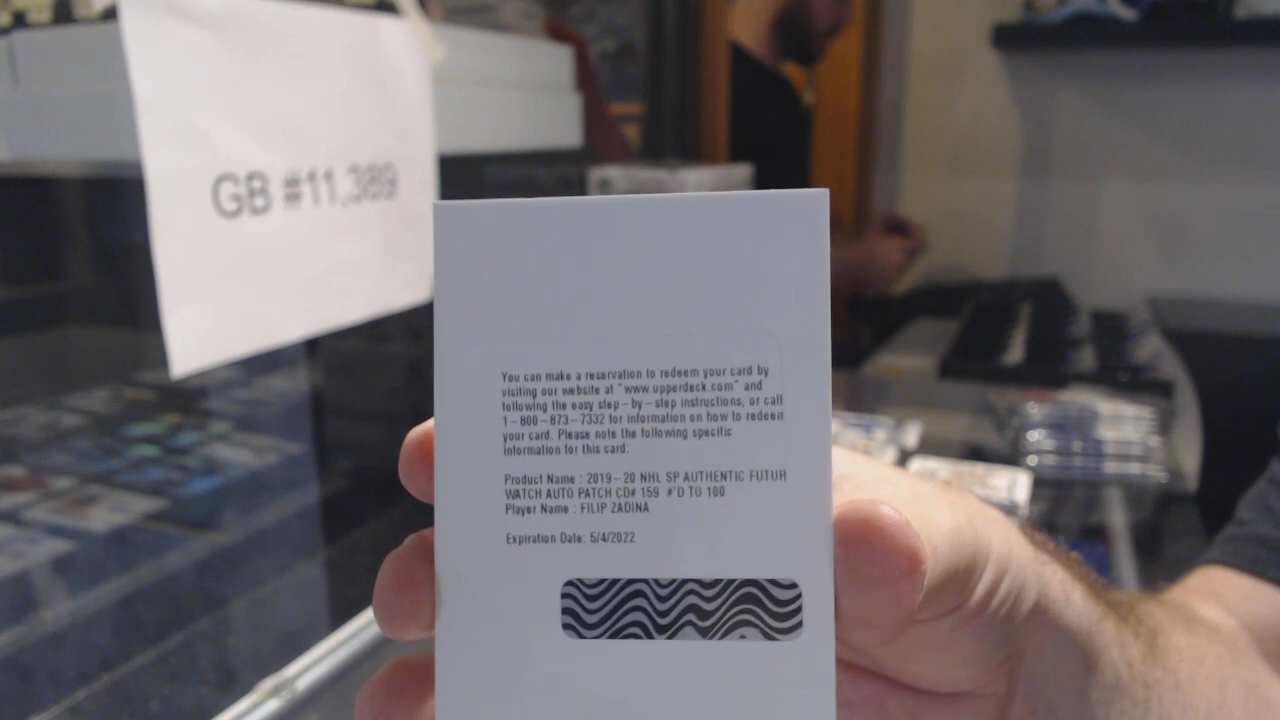 GB #11,389
You can make a reservation to redeem your card by
visiting our website at "www.upperdeck.com" and
following the easy step-by-step instructions, or call
1-800-873-7332 for information on how to redeem
your card. Please note the following specific
information for this card.
Product Name : 2019-20 NHL SP AUTHENTIC FUTUR
WATCH AUTO PATCH CD# 159 #'D TO 100
Player Name : FILIP ZADINA
Expiration Date: 5/4/2022